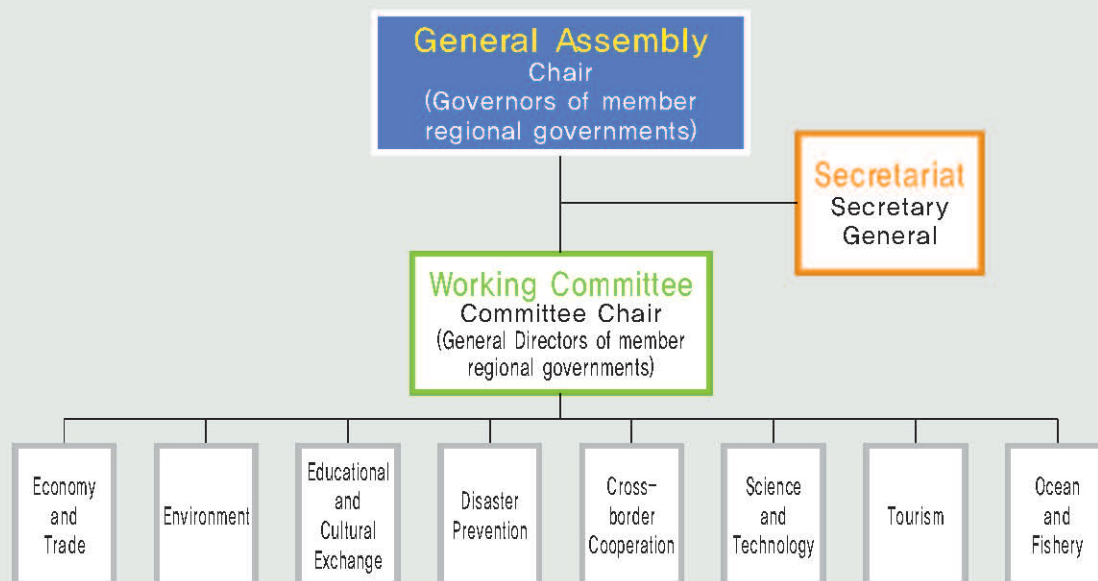 General Assembly
Chair
(Governors of member
regional governments)
Secretariat
Secretary
General
Working Committee
Committee Chair
(General Directors of member
regional governments)
Economy
and
Trade
Environment
Educational
and
Cultural
Exchange
Disaster
Prevention
Cross-
border
Cooperation
Science
and
Technology
Tourism
Ocean
and
Fishery